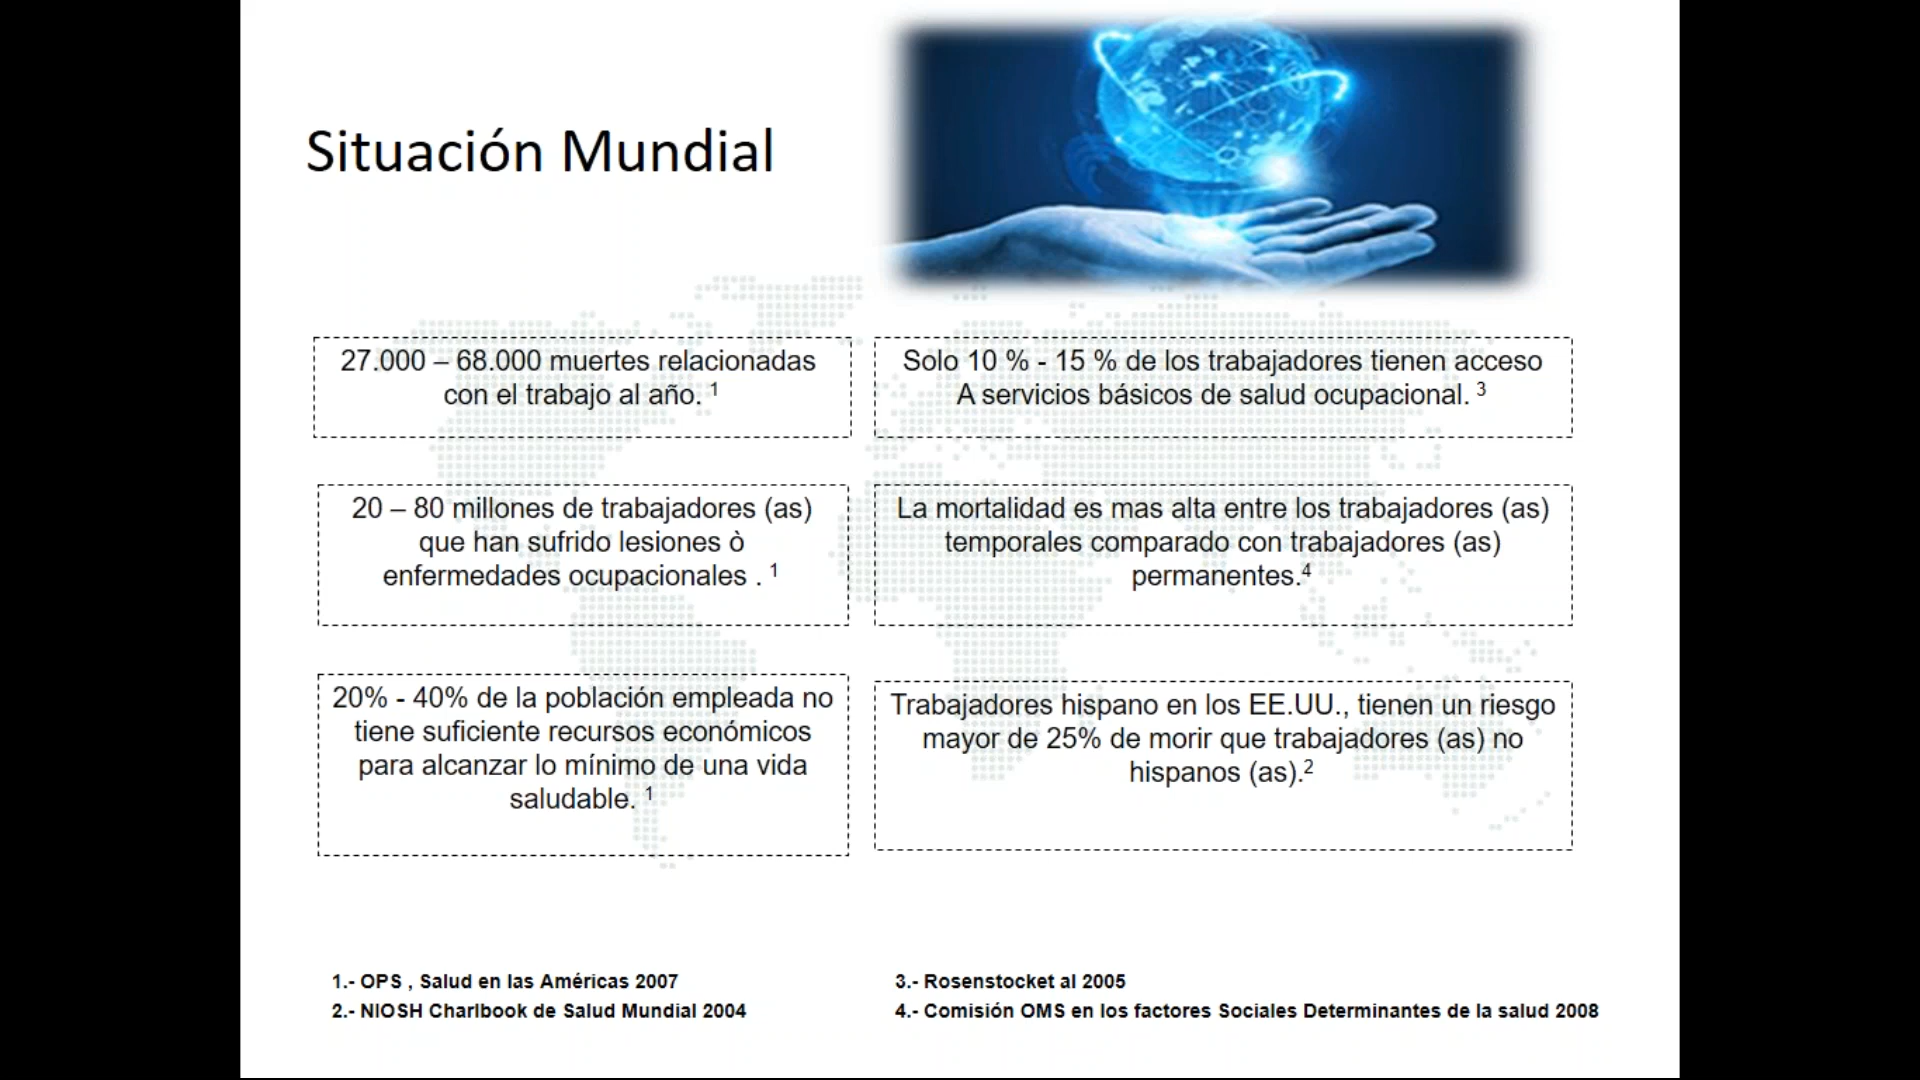 Situación Mundial
27.000 – 68.000 muertes relacionadas
con el trabajo al año. 1
Solo 10 % - 15 % de los trabajadores tienen acceso
A servicios básicos de salud ocupacional. 3
20 – 80 millones de trabajadores (as)
que han sufrido lesiones ò
enfermedades ocupacionales . 1
La mortalidad es mas alta entre los trabajadores (as)
temporales comparado con trabajadores (as)
permanentes.4
20% - 40% de la población empleada no
tiene suficiente recursos económicos
para alcanzar lo mínimo de una vida
saludable. 1
Trabajadores hispano en los EE.UU., tienen un riesgo
mayor de 25% de morir que trabajadores (as) no
hispanos (as).2
1.- OPS , Salud en las Américas 2007
2.- NIOSH Charlbook de Salud Mundial 2004
3.- Rosenstocket al 2005
4.- Comisión OMS en los factores Sociales Determinantes de la salud 2008